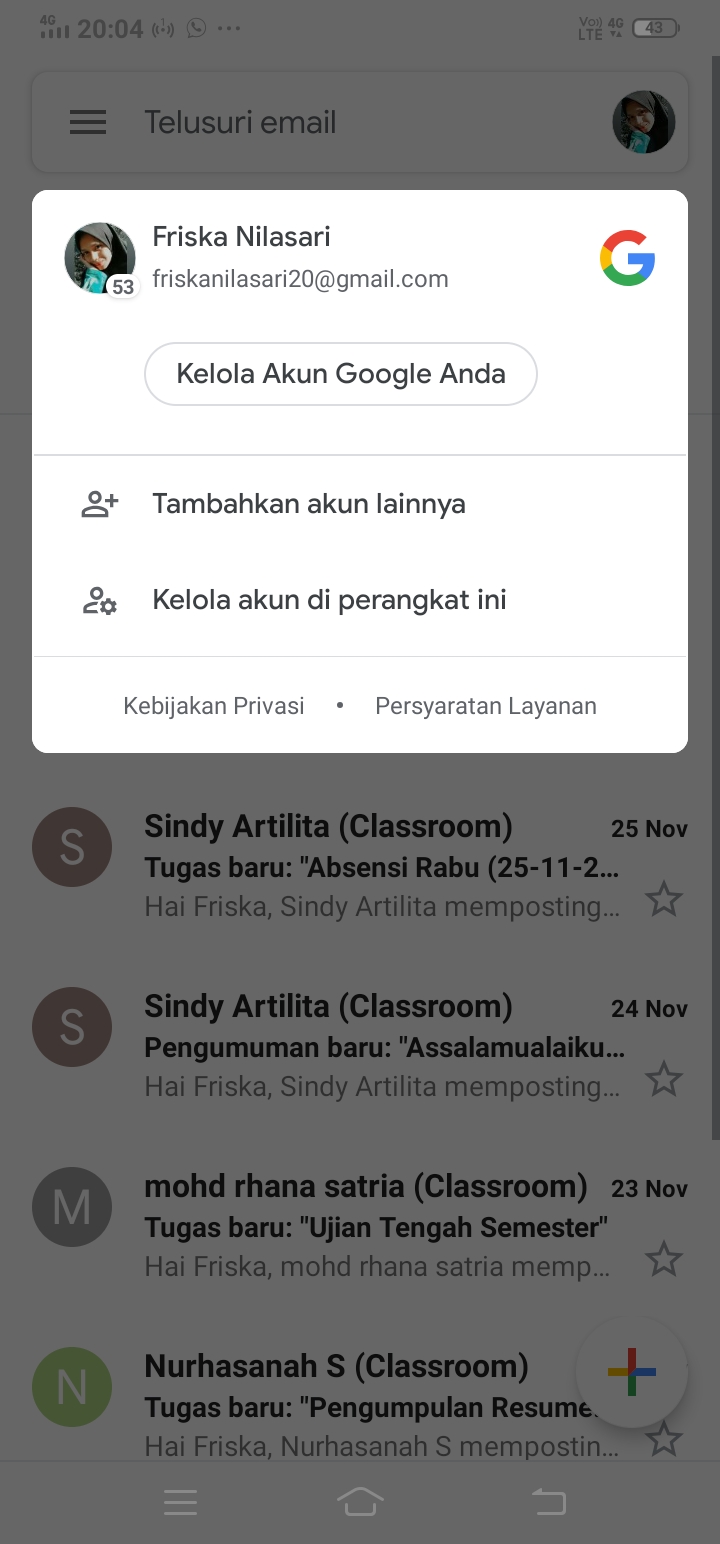 4G 20:04 Vo)) LTE 4G 43
Telusuri email
Friska Nilasari
53
friskanilasari20@gmail.com
Kelola Akun Google Anda
Tambahkan akun lainnya
Kelola akun di perangkat ini
Kebijakan Privasi • Persyaratan Layanan
S
Sindy Artilita (Classroom) 25 Nov
Tugas baru: "Absensi Rabu (25-11-2...
Hai Friska, Sindy Artilita memposting...
S
Sindy Artilita (Classroom) 24 Nov
Pengumuman baru: "Assalamualaiku...
Hai Friska, Sindy Artilita memposting...
M
mohd rhana satria (Classroom) 23 Nov
Tugas baru: "Ujian Tengah Semester"
Hai Friska, mohd rhana satria memp...
N
Nurhasanah S (Classroom)
Tugas baru: "Pengumpulan Resume.
Hai Friska, Nurhasanah S mempostin...